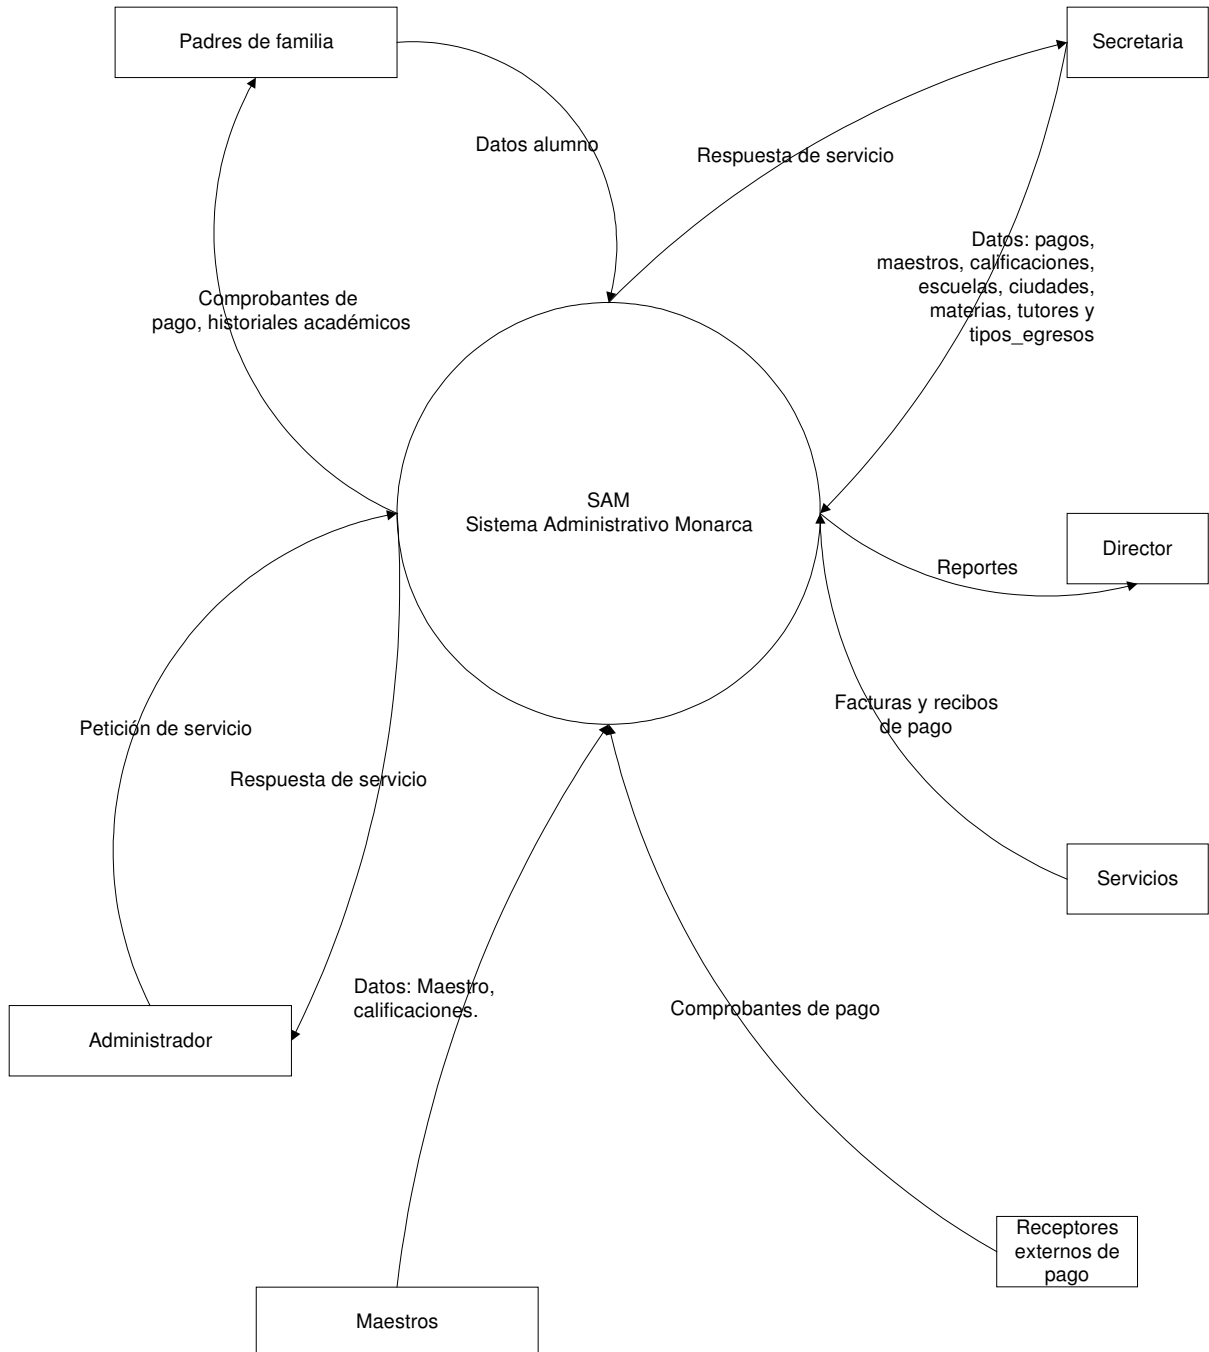 Padres de familia
Secretaria
Datos alumno
Respuesta de servicio
Datos: pagos,
maestros, calificaciones,
escuelas, ciudades,
materias, tutores y
tipos_egresos
Comprobantes de
pago, historiales académicos
SAM
Sistema Administrativo Monarca
Director
Reportes
Facturas y recibos
de pago
Petición de servicio
Respuesta de servicio
Servicios
Datos: Maestro,
calificaciones.
Comprobantes de pago
Administrador
Receptores
externos de
pago
Maestros